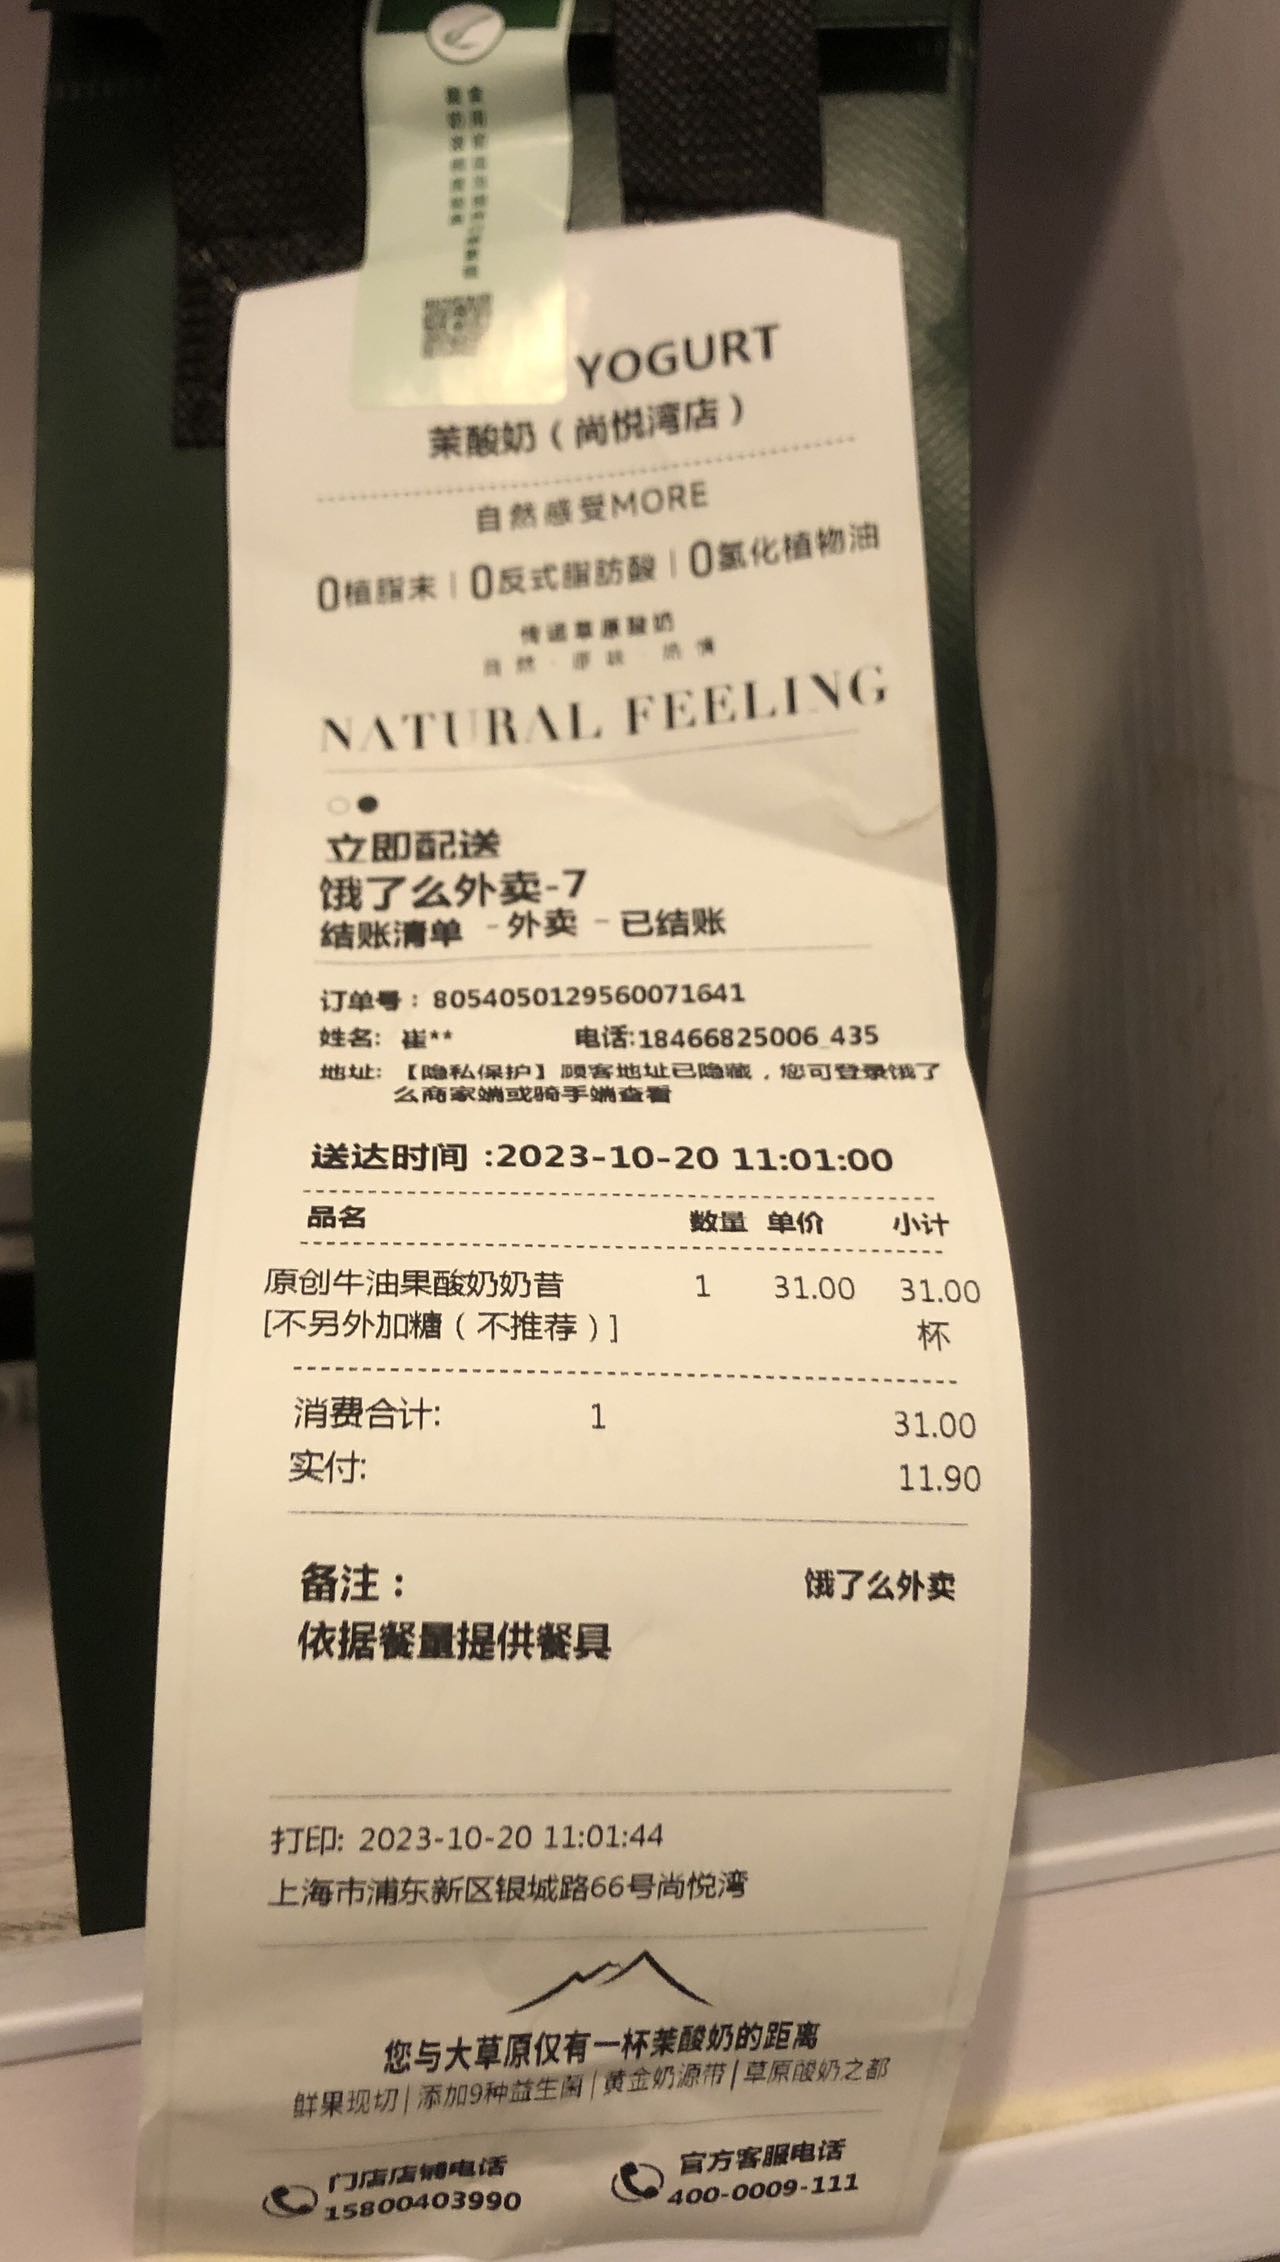 YOGURT
茉酸奶（尚悦湾店）
自然感受MORE
0植脂末|0反式脂肪酸|0氢化植物油
传递草原酸奶
自然·原味·热情
NATURAL FEELING
立即配送
饿了么外卖-7
结账清单 -外卖 -已结账
订单号：8054050129560071641
姓名: 崔** 电话:18466825006_435
地址: 【隐私保护】顾客地址已隐藏，您可登录饿了
么商家端或骑手端查看
送达时间 :2023-10-20 11:01:00
品名 数量 单价 小计
原创牛油果酸奶奶昔 1 31.00 31.00
[不另外加糖（不推荐）] 杯
消费合计: 1 31.00
实付: 11.90
备注： 饿了么外卖
依据餐量提供餐具
打印: 2023-10-20 11:01:44
上海市浦东新区银城路66号尚悦湾
您与大草原仅有一杯茉酸奶的距离
鲜果现切|添加9种益生菌|黄金奶源带|草原酸奶之都
门店店铺电话 官方客服电话
15800403990 400-0009-111